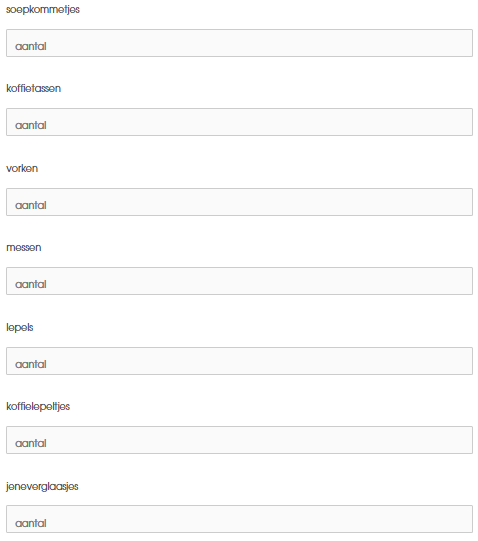 soepkommetjes
aantal
koffietassen
aantal
vorken
aantal
messen
aantal
lepels
aantal
koffielepeltjes
aantal
jeneverglaasjes
aantal